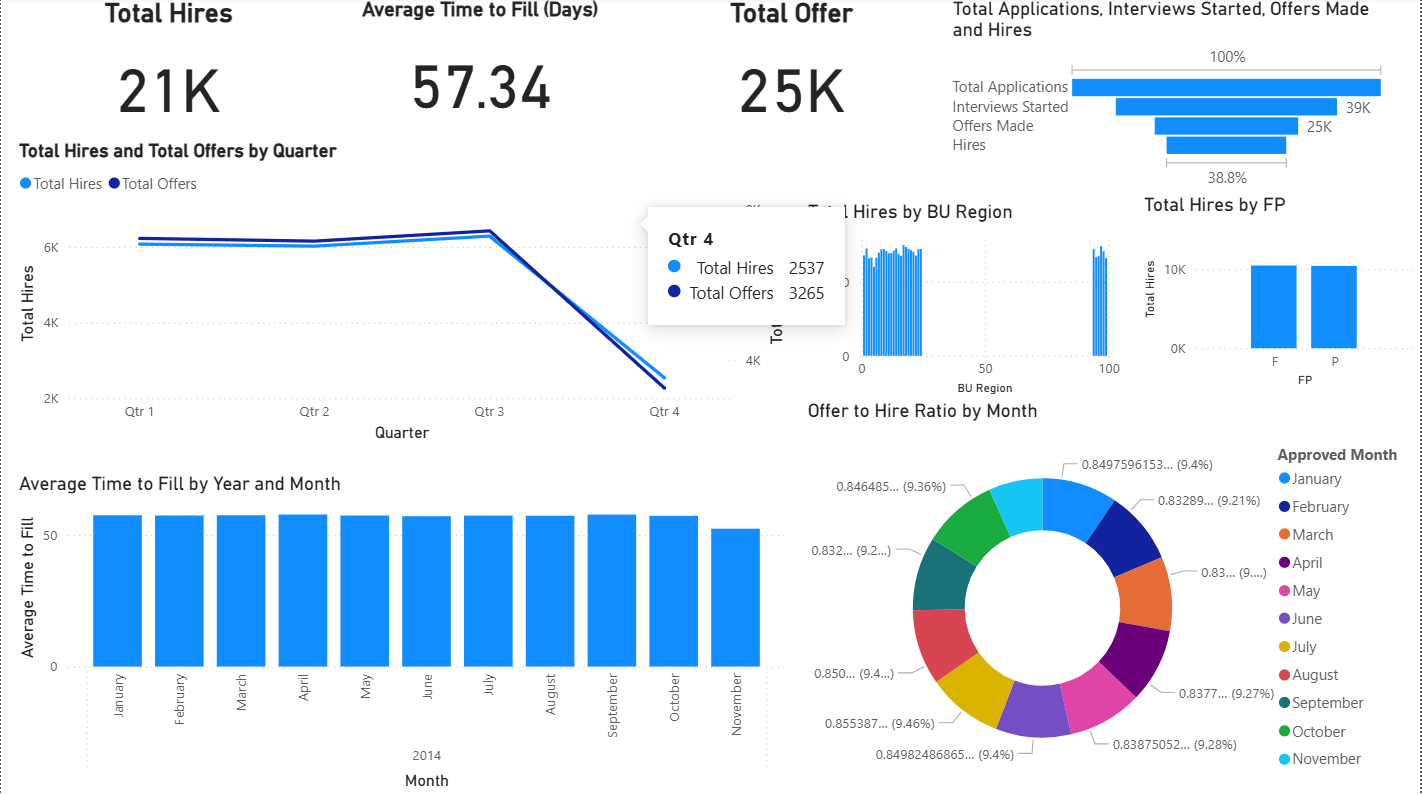 Total Hires
21K
Average Time to Fill (Days)
57.34
Total Offer
25K
Total Applications, Interviews Started, Offers Made
and Hires
100%
Total Applications
Interviews Started
39K
Offers Made
25K
Hires
38.8%
Total Hires and Total Offers by Quarter
Total Hires
Total Offers
Total Hires
6K
4K
2K
4K
Qtr 1
Qtr 2
Qtr 3
Qtr 4
Quarter
Qtr 4
Total Hires 2537
Total Offers 3265
Hires by BU Region
0
0
50
100
BU Region
Total Hires by FP
Total Hires
10K
0K
F
P
FP
Average Time to Fill by Year and Month
Average Time to Fill
50
0
January
February
March
April
May
June
July
August
September
October
November
2014
Month
Offer to Hire Ratio by Month
0.8497596153... (9.4%)
0.83289... (9.21%)
0.83... (9....)
0.8377... (9.27%)
0.83875052... (9.28%)
0.84982486865... (9.4%)
0.855387... (9.46%)
0.850... (9.4...)
0.832... (9.2...)
0.846485... (9.36%)
Approved Month
January
February
March
April
May
June
July
August
September
October
November